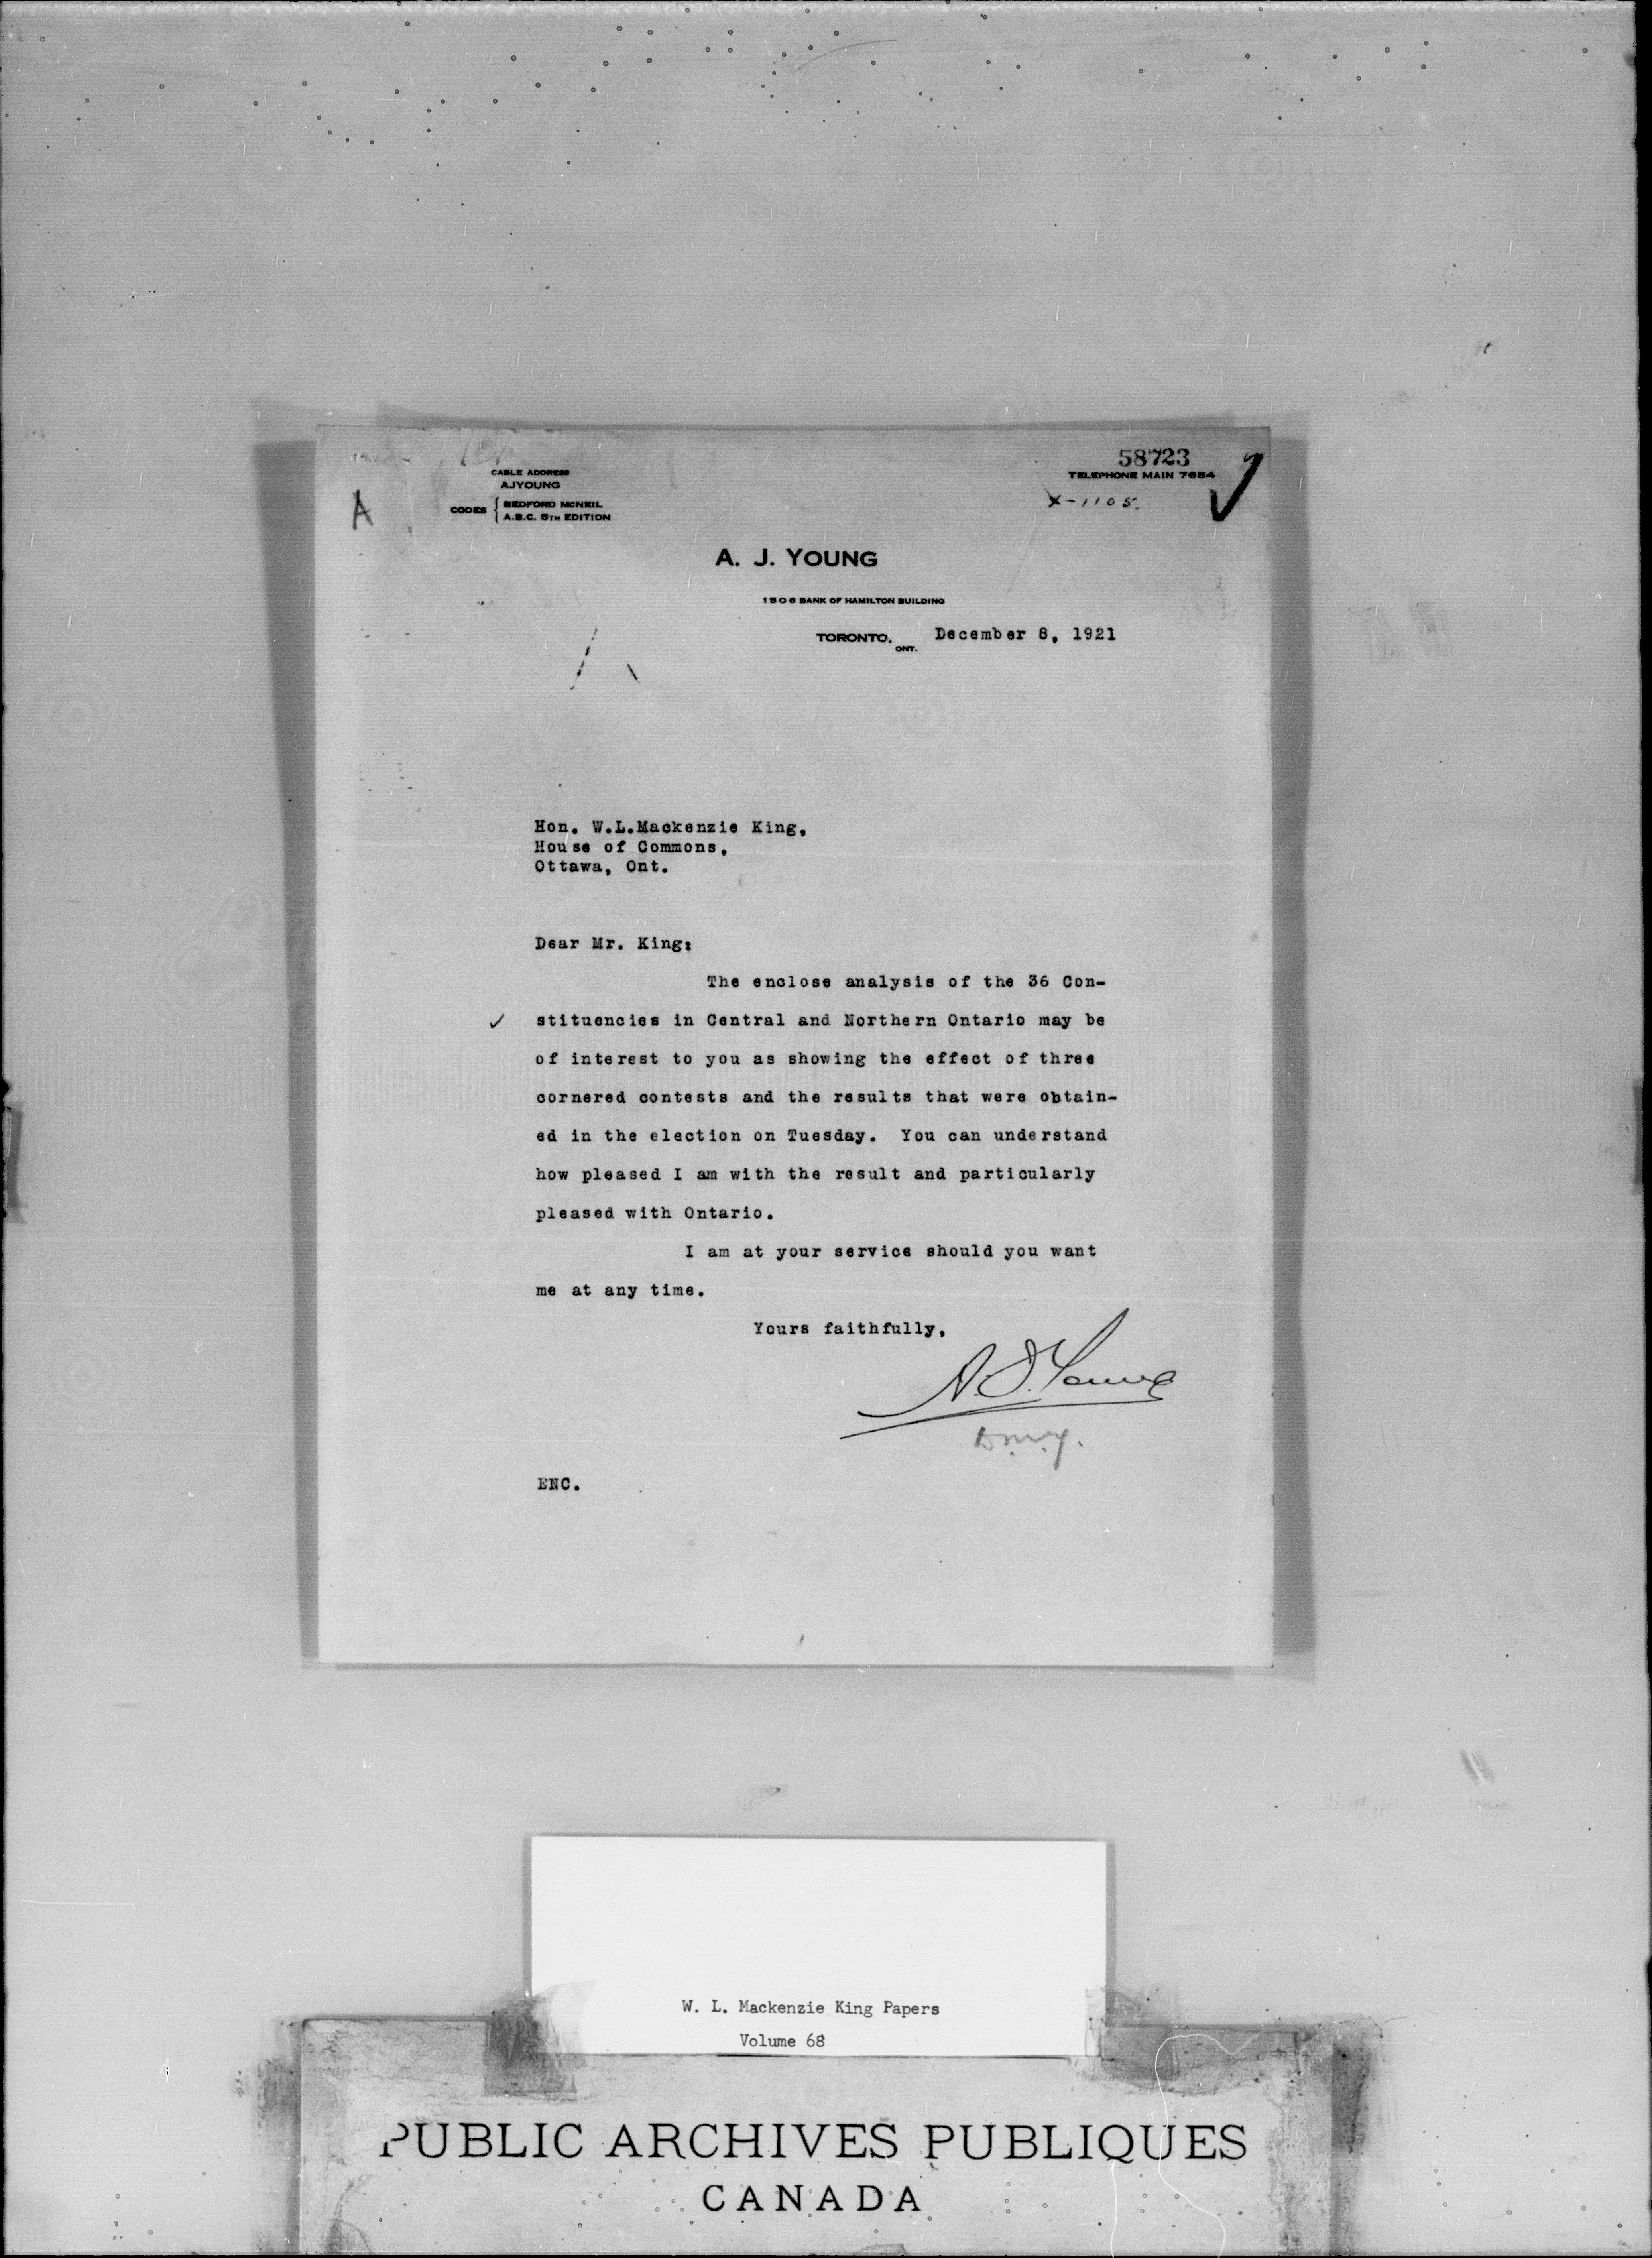 58723
CABLE ADDRESS
AJYOUNG
TELEPHONE MAIN 7654
A
CODES { BEDFORD MCNEIL
A.B.C. 5TH EDITION
X-1105.
A. J. YOUNG
1506 BANK OF HAMILTON BUILDING
TORONTO, ONT. December 8, 1921
Hon. W.L.Mackenzie King,
House of Commons,
Ottawa, Ont.
Dear Mr. King:
The enclose analysis of the 36 Con-
✓ stituencies in Central and Northern Ontario may be
of interest to you as showing the effect of three
cornered contests and the results that were obtain-
ed in the election on Tuesday. You can understand
how pleased I am with the result and particularly
pleased with Ontario.
I am at your service should you want
me at any time.
Yours faithfully,
A.J. Young
ENC.
W. L. Mackenzie King Papers
Volume 68
PUBLIC ARCHIVES PUBLIQUES
CANADA